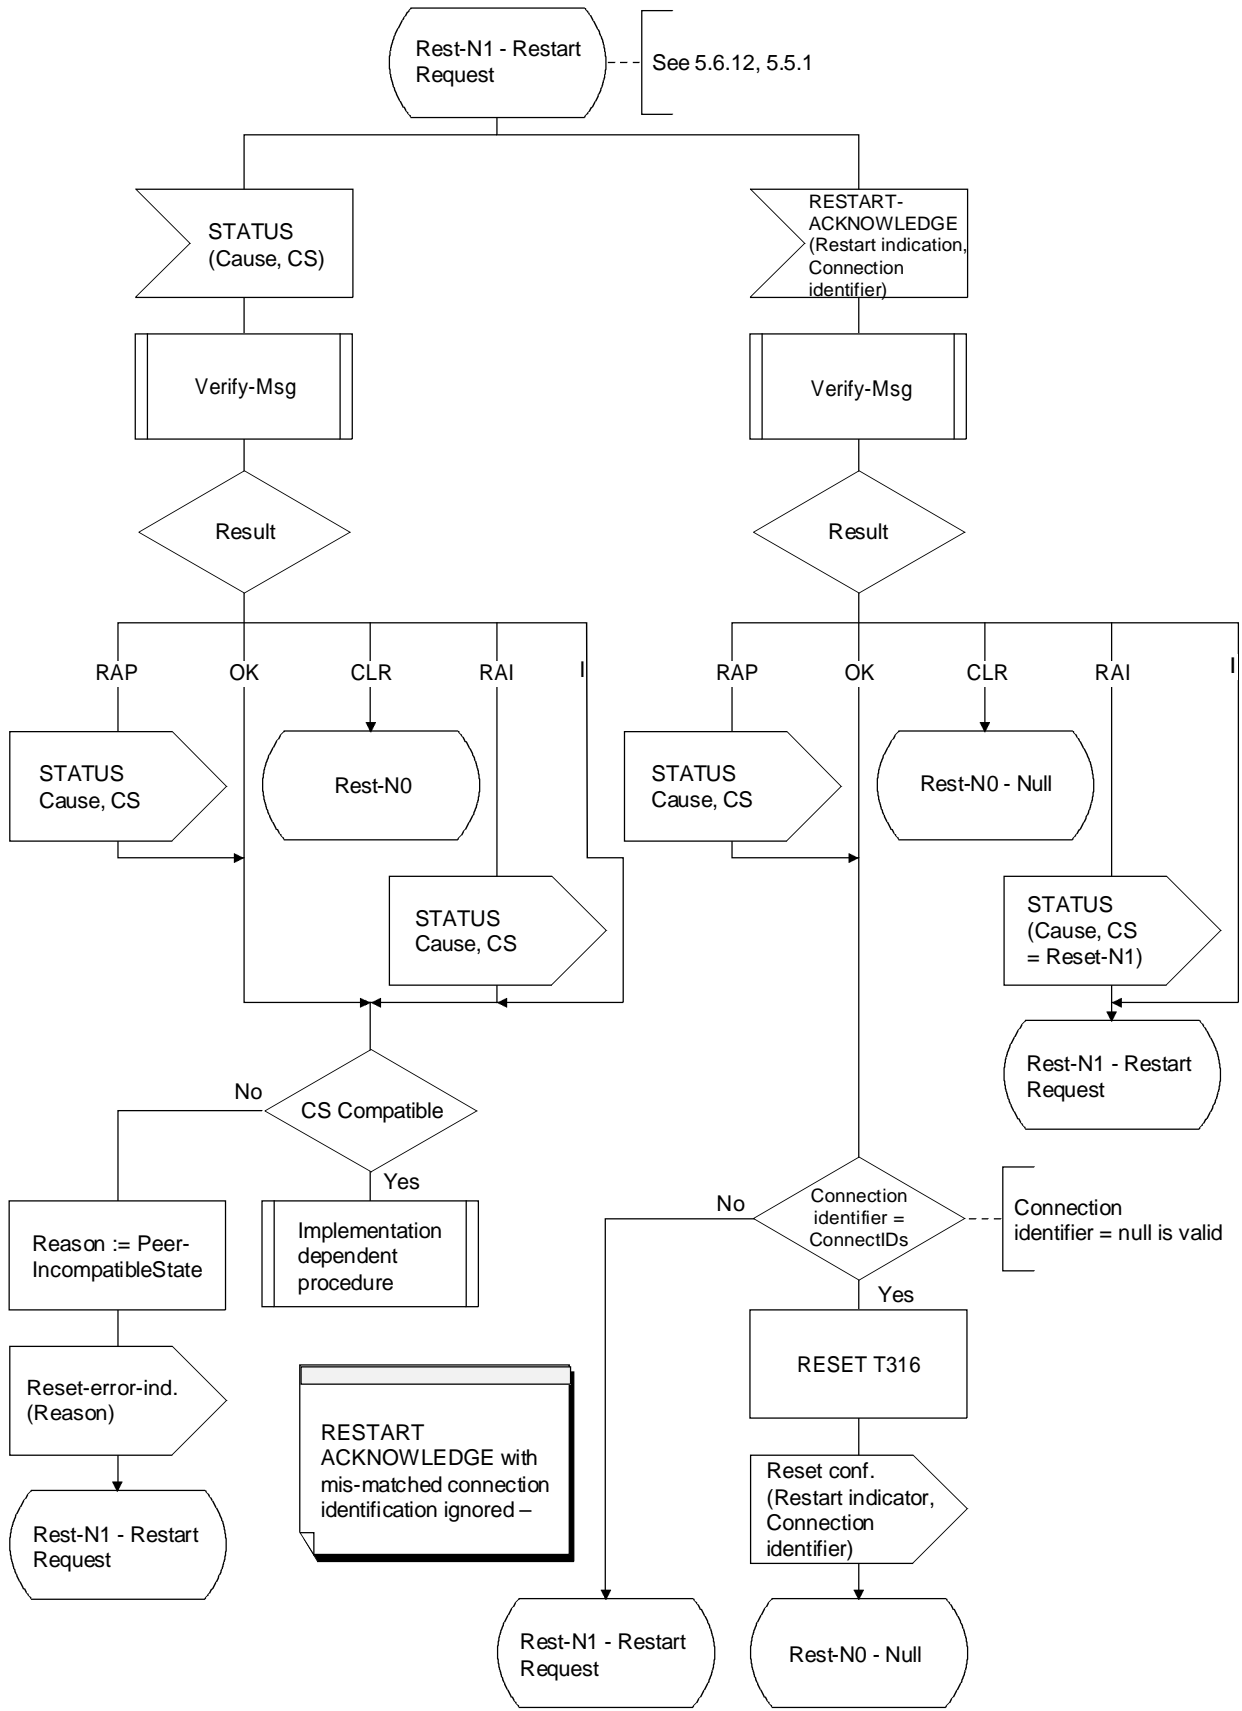 Rest-N1 - Restart
Request
See 5.6.12, 5.5.1
STATUS
(Cause, CS)
RESTART-
ACKNOWLEDGE
(Restart indication,
Connection
identifier)
Verify-Msg
Verify-Msg
Result
Result
RAP
OK
CLR
RAI
I
RAP
OK
CLR
RAI
I
STATUS
Cause, CS
Rest-N0
STATUS
Cause, CS
Rest-N0 - Null
STATUS
Cause, CS
STATUS
(Cause, CS
= Reset-N1)
Rest-N1 - Restart
Request
No
CS Compatible
Yes
No
Connection
identifier =
ConnectIDs
Connection
identifier = null is valid
Yes
Reason := Peer-
IncompatibleState
Implementation
dependent
procedure
RESET T316
Reset-error-ind.
(Reason)
RESTART
ACKNOWLEDGE with
mis-matched connection
identification ignored –
Reset conf.
(Restart indicator,
Connection
identifier)
Rest-N1 - Restart
Request
Rest-N1 - Restart
Request
Rest-N0 - Null